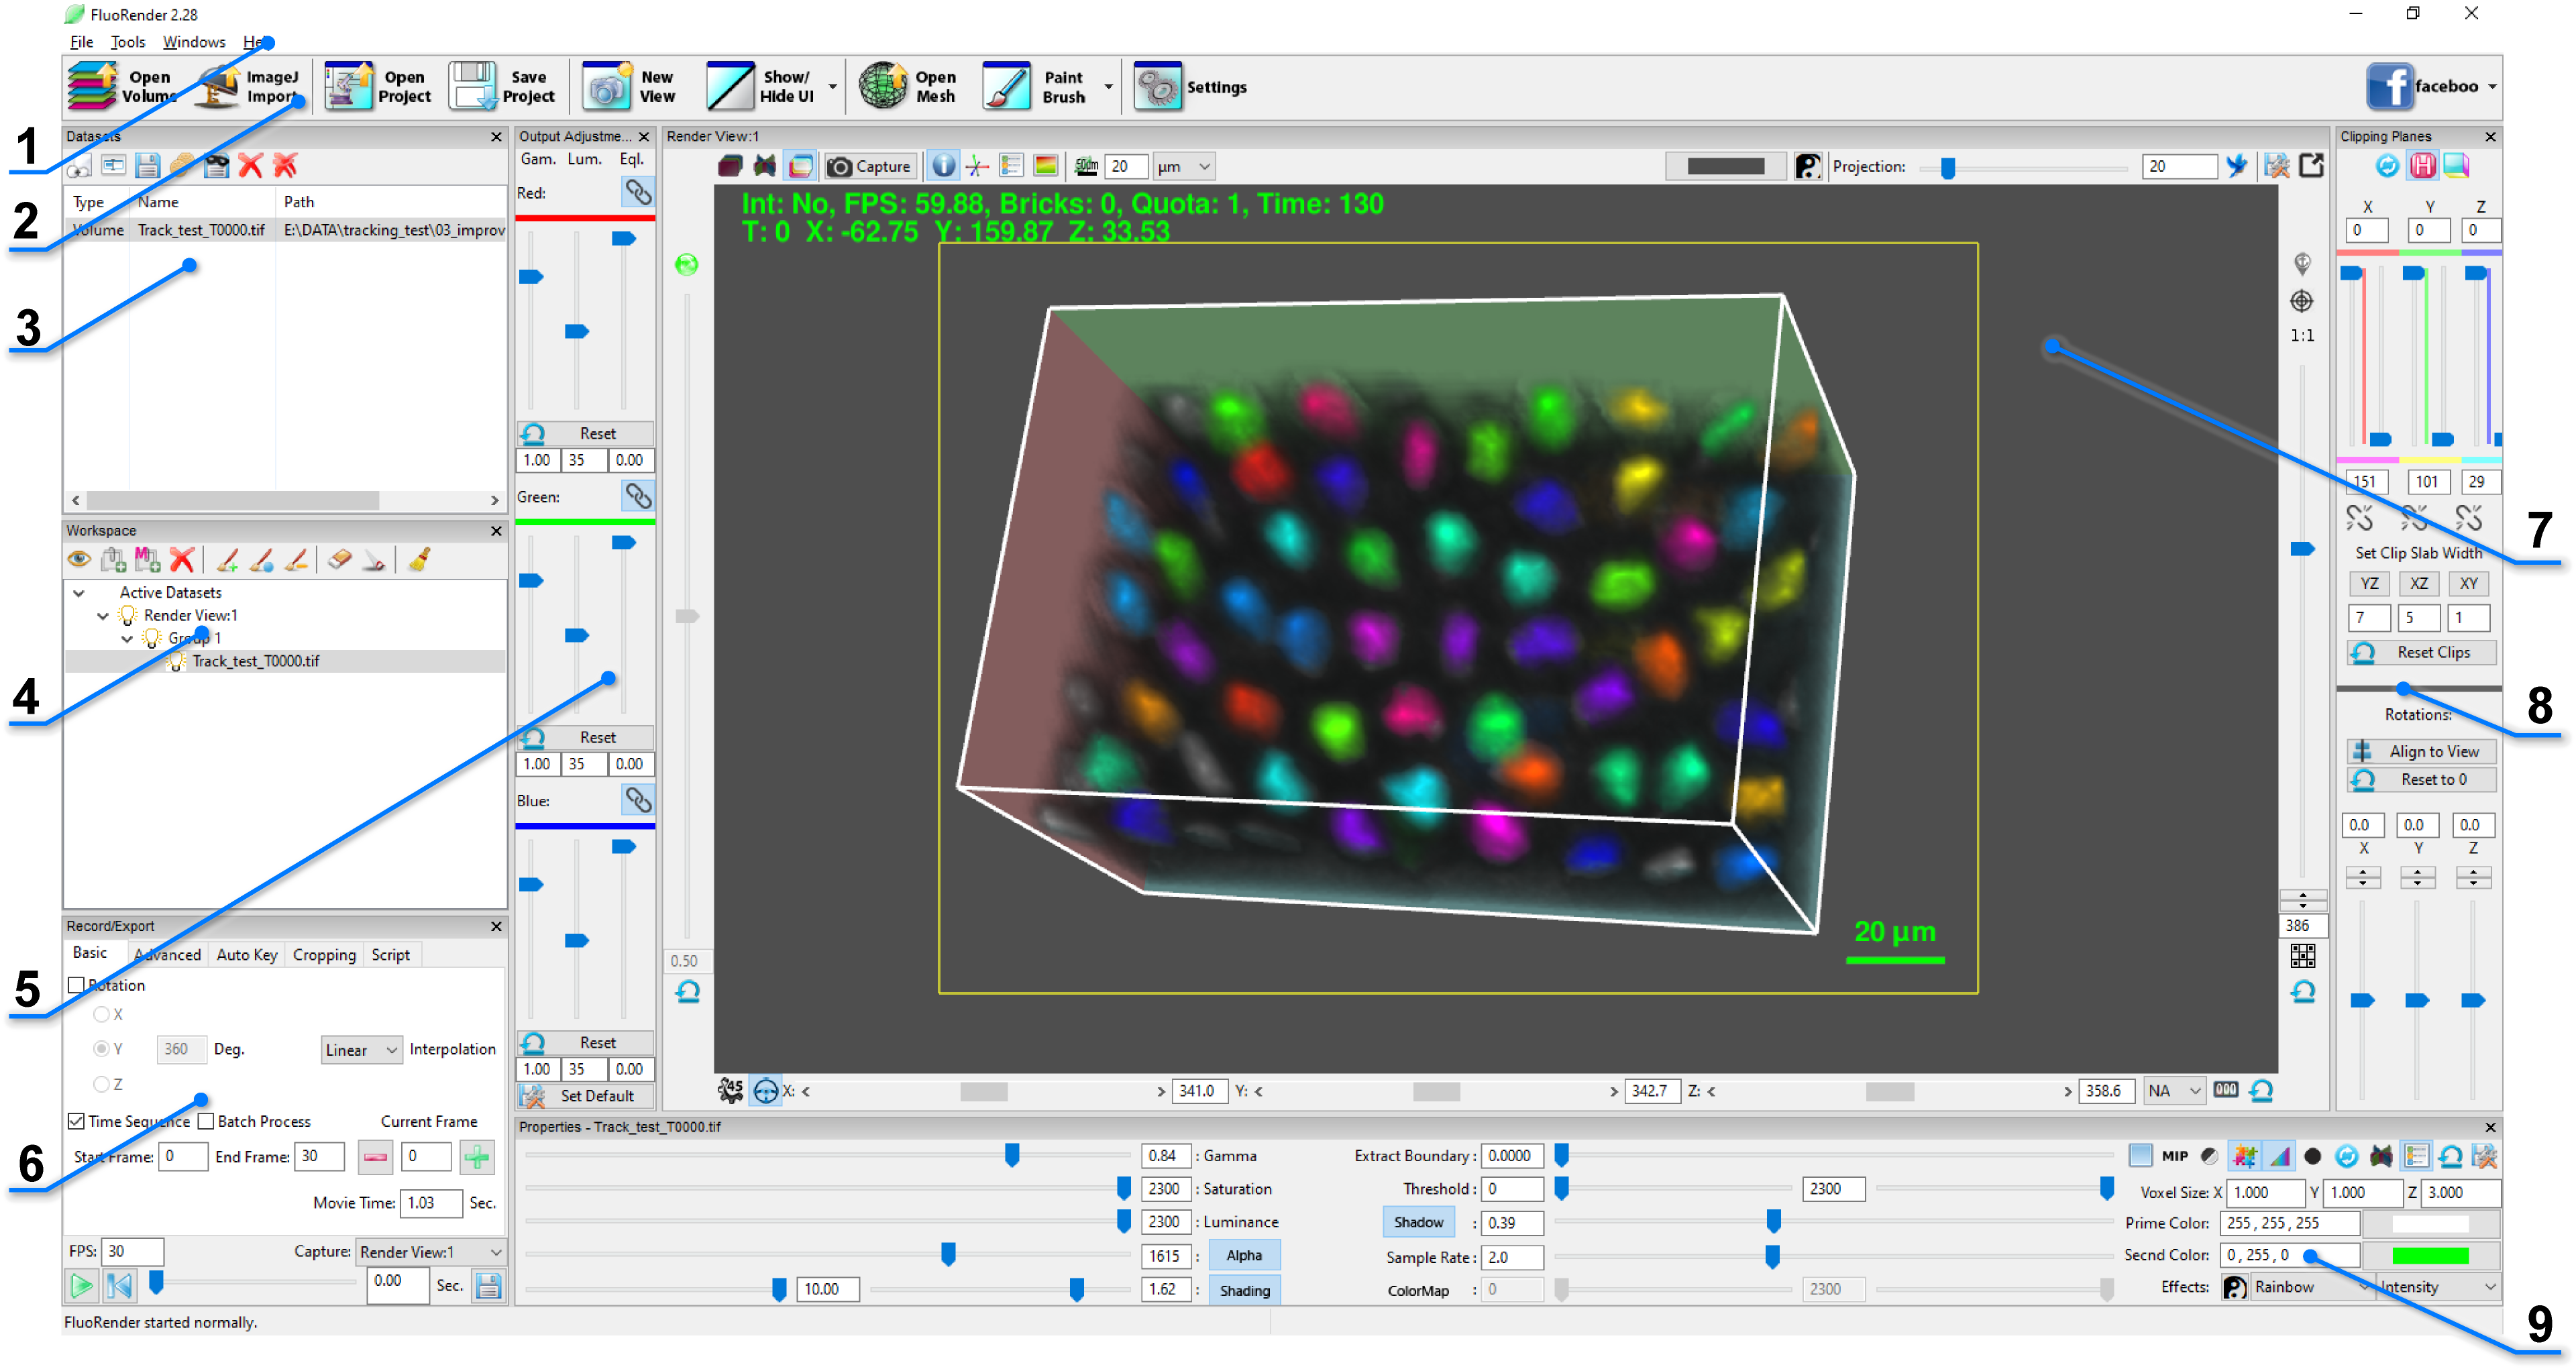 FluoRender 2.28
File Tools Windows Help
Open Volume
ImageJ Import
Open Project
Save Project
New View
Show/ Hide UI
Open Mesh
Paint Brush
Settings
faceboo
1
2
3
4
5
6
7
8
9
Datasets
Type Name Path
Volume Track_test_T0000.tif E:\DATA\tracking_test\03_improv
Workspace
Active Datasets
Render View:1
Group 1
Track_test_T0000.tif
Record/Export
Basic Advanced Auto Key Cropping Script
Rotation
X
Y 360 Deg. Linear Interpolation
Z
Time Sequence Batch Process Current Frame
Start Frame: 0 End Frame: 30 0
Movie Time: 1.03 Sec.
FPS: 30 Capture: Render View:1
0.00 Sec.
FluoRender started normally.
Output Adjustme...
Gam. Lum. Eql.
Red:
Reset
1.00 35 0.00
Green:
Reset
1.00 35 0.00
Blue:
Reset
1.00 35 0.00
Set Default
Render View:1
Capture 20 µm
Projection: 20
Int: No, FPS: 59.88, Bricks: 0, Quota: 1, Time: 130
T: 0 X: -62.75 Y: 159.87 Z: 33.53
0.50
20 µm
1:1
386
45 X: < > 341.0 Y: < > 342.7 Z: < > 358.6 NA 000
Clipping Planes
X Y Z
0 0 0
151 101 29
Set Clip Slab Width
YZ XZ XY
7 5 1
Reset Clips
Rotations:
Align to View
Reset to 0
0.0 0.0 0.0
X Y Z
Properties - Track_test_T0000.tif
0.84 : Gamma
2300 : Saturation
2300 : Luminance
1615 : Alpha
10.00 1.62 : Shading
Extract Boundary : 0.0000
Threshold : 0 2300
Shadow : 0.39
Sample Rate : 2.0
ColorMap : 0 2300
MIP
Voxel Size: X 1.000 Y 1.000 Z 3.000
Prime Color: 255 , 255 , 255
Secnd Color: 0 , 255 , 0
Effects: Rainbow Intensity